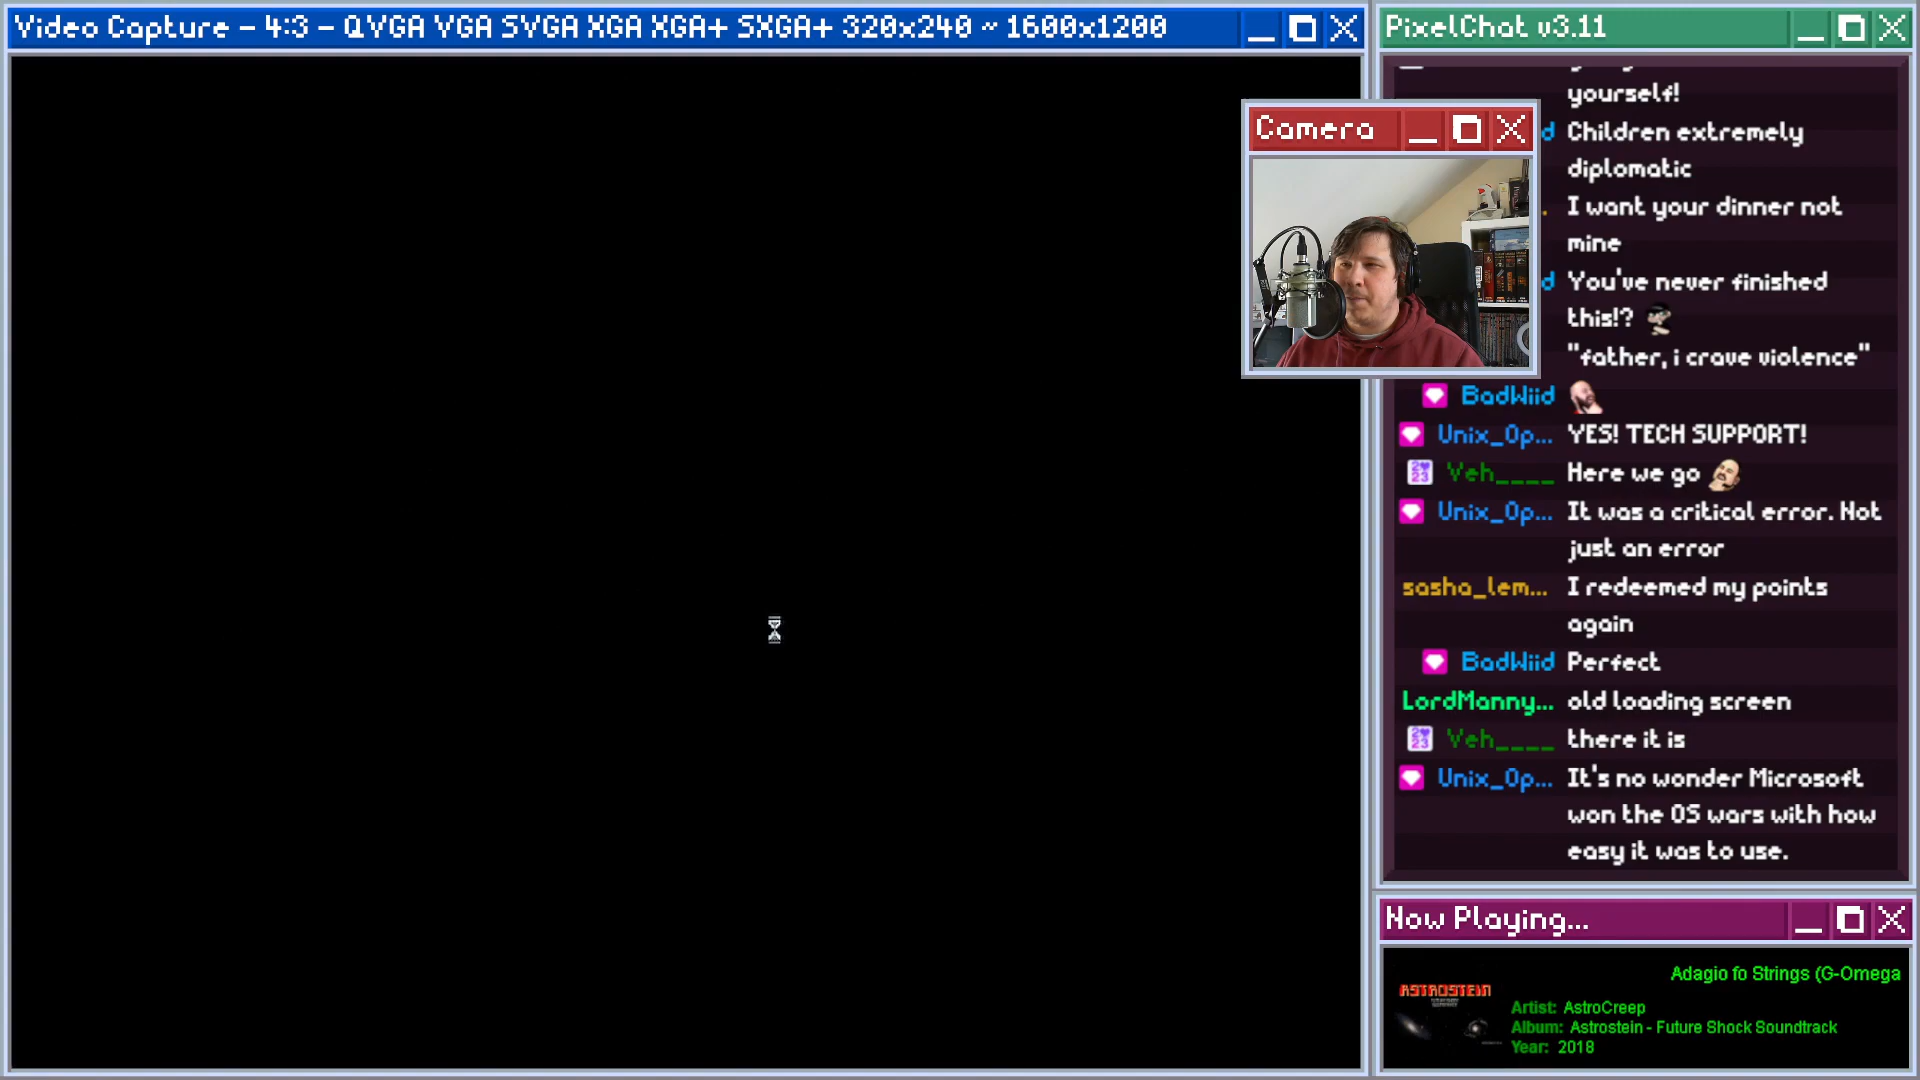 Video Capture - 4:3 - QVGA VGA SVGA XGA XGA+ SXGA+ 320x240 ~ 1600x1200
PixelChat v3.11
yourself!
Camera
d Children extremely
diplomatic
. I want your dinner not
mine
d You've never finished
this!?
"father, i crave violence"
BadWiid
Unix_Op... YES! TECH SUPPORT!
Veh____ Here we go
Unix_Op... It was a critical error. Not
just an error
sasha_lem... I redeemed my points
again
BadWiid Perfect
LordManny... old loading screen
Veh____ there it is
Unix_Op... It's no wonder Microsoft
won the OS wars with how
easy it was to use.
Now Playing...
Adagio fo Strings (G-Omega
ASTROSTEIN
Artist: AstroCreep
Album: Astrostein - Future Shock Soundtrack
Year: 2018